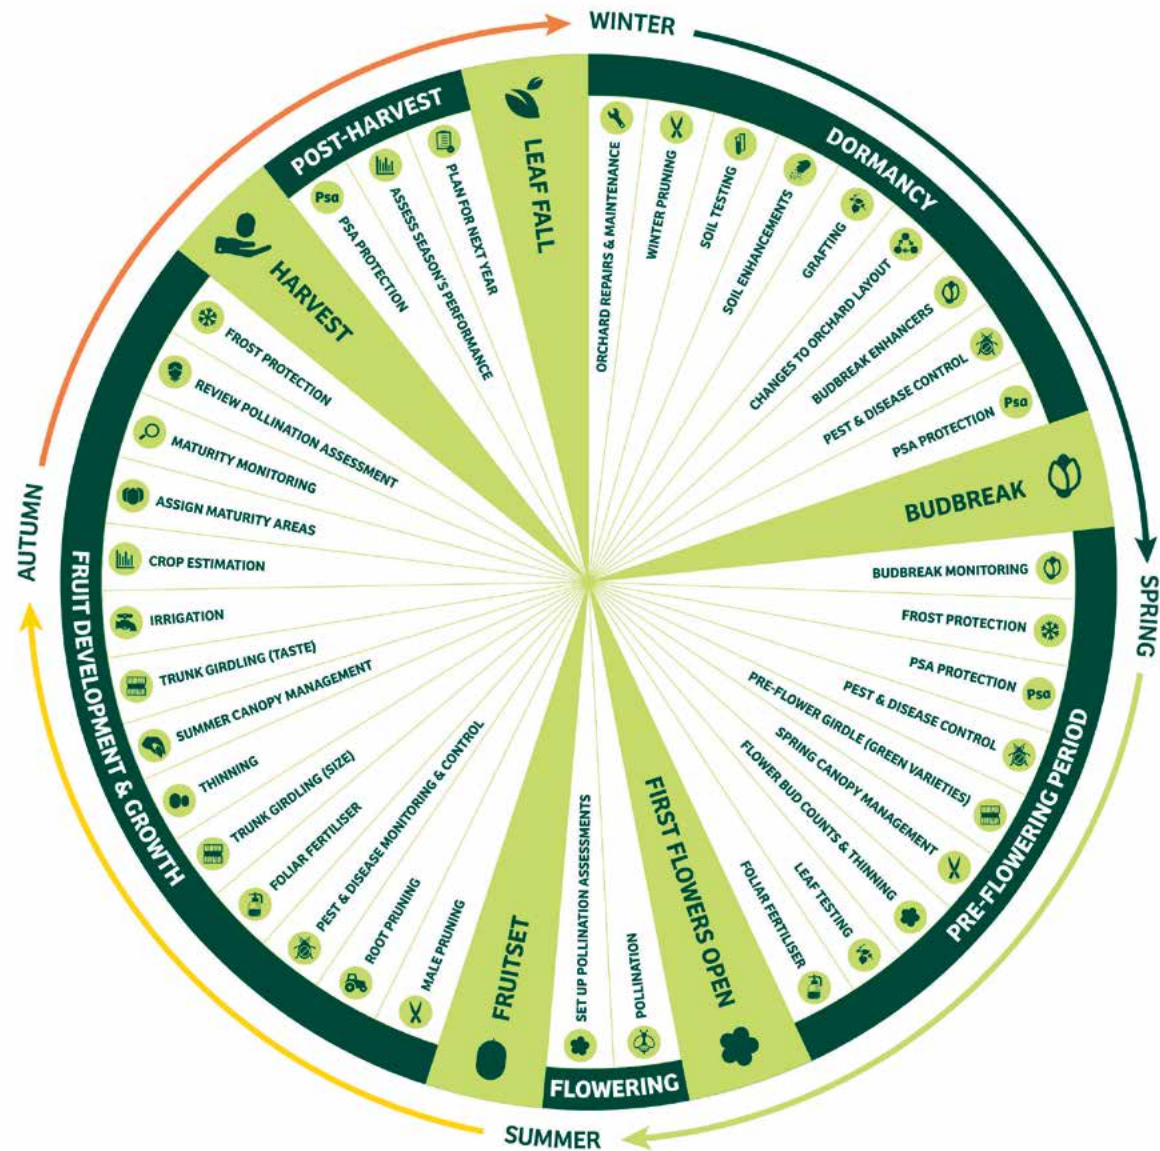 WINTER
DORMANCY
ORCHARD REPAIRS & MAINTENANCE
WINTER PRUNING
SOIL TESTING
SOIL ENHANCEMENTS
GRAFTING
CHANGES TO ORCHARD LAYOUT
BUDBREAK ENHANCERS
PEST & DISEASE CONTROL
PSA PROTECTION
Psa
BUDBREAK
SPRING
PRE-FLOWERING PERIOD
BUDBREAK MONITORING
FROST PROTECTION
PSA PROTECTION
Psa
PEST & DISEASE CONTROL
PRE-FLOWER GIRDLE (GREEN VARIETIES)
SPRING CANOPY MANAGEMENT
FLOWER BUD COUNTS & THINNING
LEAF TESTING
FOLIAR FERTILISER
FIRST FLOWERS OPEN
FLOWERING
POLLINATION
SET UP POLLINATION ASSESSMENTS
SUMMER
FRUITSET
FRUIT DEVELOPMENT & GROWTH
MALE PRUNING
ROOT PRUNING
PEST & DISEASE MONITORING & CONTROL
FOLIAR FERTILISER
TRUNK GIRDLING (SIZE)
THINNING
SUMMER CANOPY MANAGEMENT
TRUNK GIRDLING (TASTE)
IRRIGATION
CROP ESTIMATION
ASSIGN MATURITY AREAS
MATURITY MONITORING
REVIEW POLLINATION ASSESSMENT
FROST PROTECTION
AUTUMN
HARVEST
POST-HARVEST
Psa
PSA PROTECTION
ASSESS SEASON'S PERFORMANCE
PLAN FOR NEXT YEAR
LEAF FALL